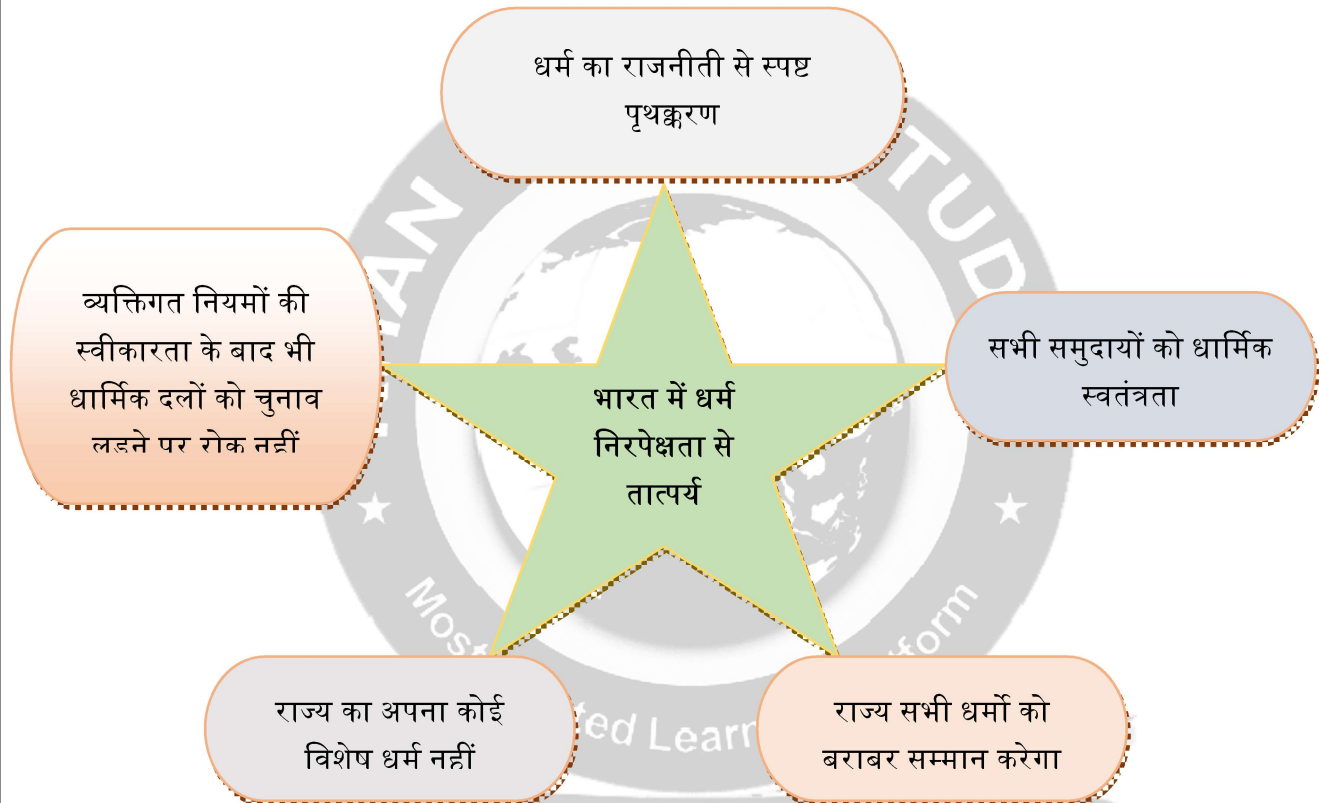 धर्म का राजनीती से स्पष्ट
पृथक्करण
व्यक्तिगत नियमों की
स्वीकारता के बाद भी
धार्मिक दलों को चुनाव
लडने पर रोक नहीं
सभी समुदायों को धार्मिक
स्वतंत्रता
भारत में धर्म
निरपेक्षता से
तात्पर्य
राज्य का अपना कोई
विशेष धर्म नहीं
राज्य सभी धर्मो को
बराबर सम्मान करेगा